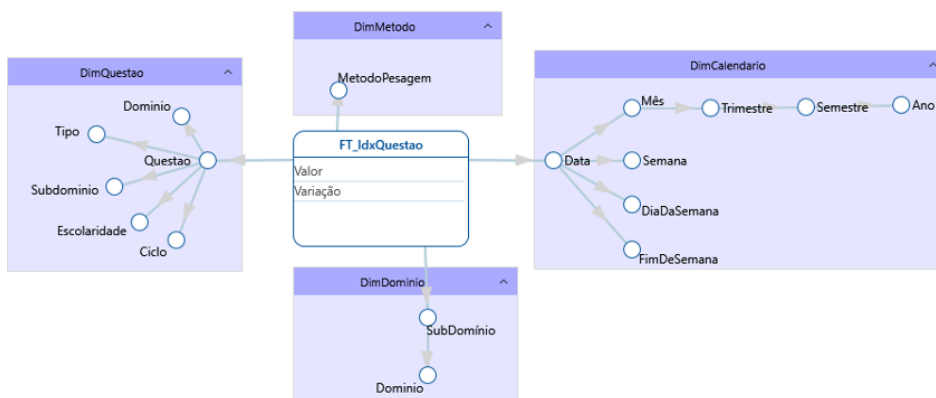 DimMetodo
MetodoPesagem
DimQuestao
Dominio
Tipo
Questao
Subdominio
Escolaridade
Ciclo
FT_IdxQuestao
Valor
Variação
DimCalendario
Mês
Trimestre
Semestre
Ano
Data
Semana
DiaDaSemana
FimDeSemana
DimDominio
SubDomínio
Dominio